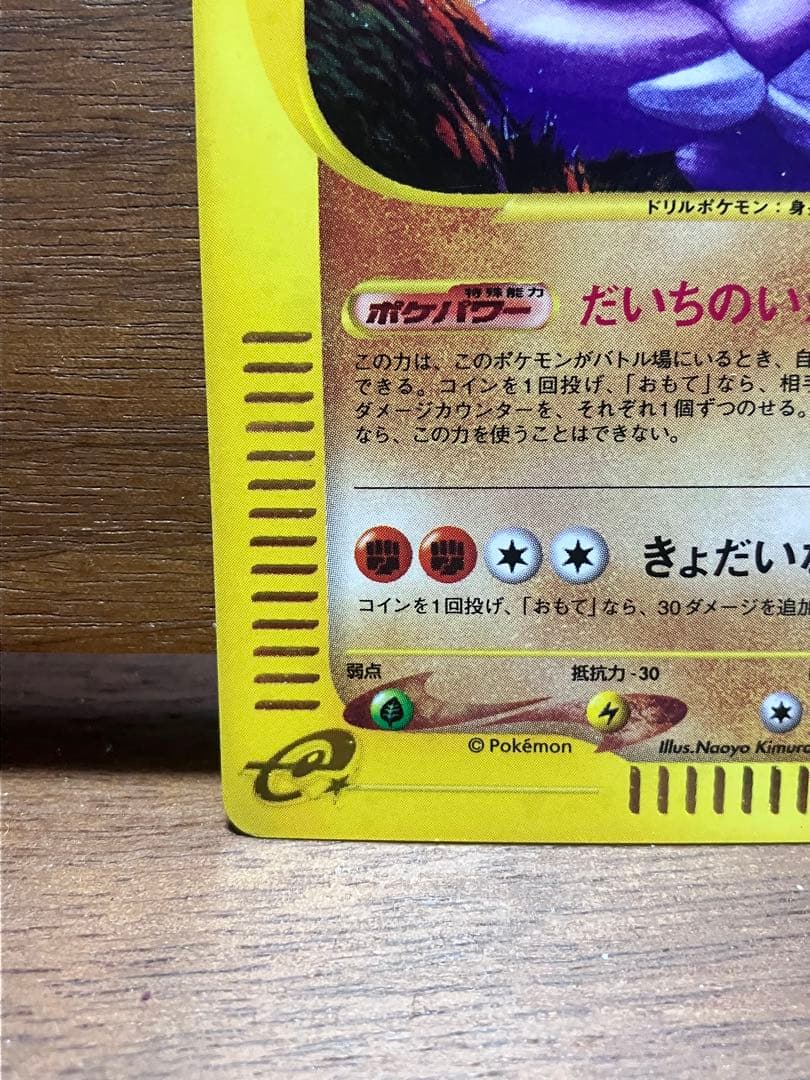 ドリルポケモン：身
特殊能力
ポケパワー だいちのい
この力は、このポケモンがバトル場にいるとき、自
できる。コインを1回投げ、「おもて」なら、相手
ダメージカウンターを、それぞれ1個ずつのせる。
なら、この力を使うことはできない。
きょだいな
コインを1回投げ、「おもて」なら、30ダメージを追加
弱点 抵抗力-30
© Pokémon Illus.Naoyo Kimura
e